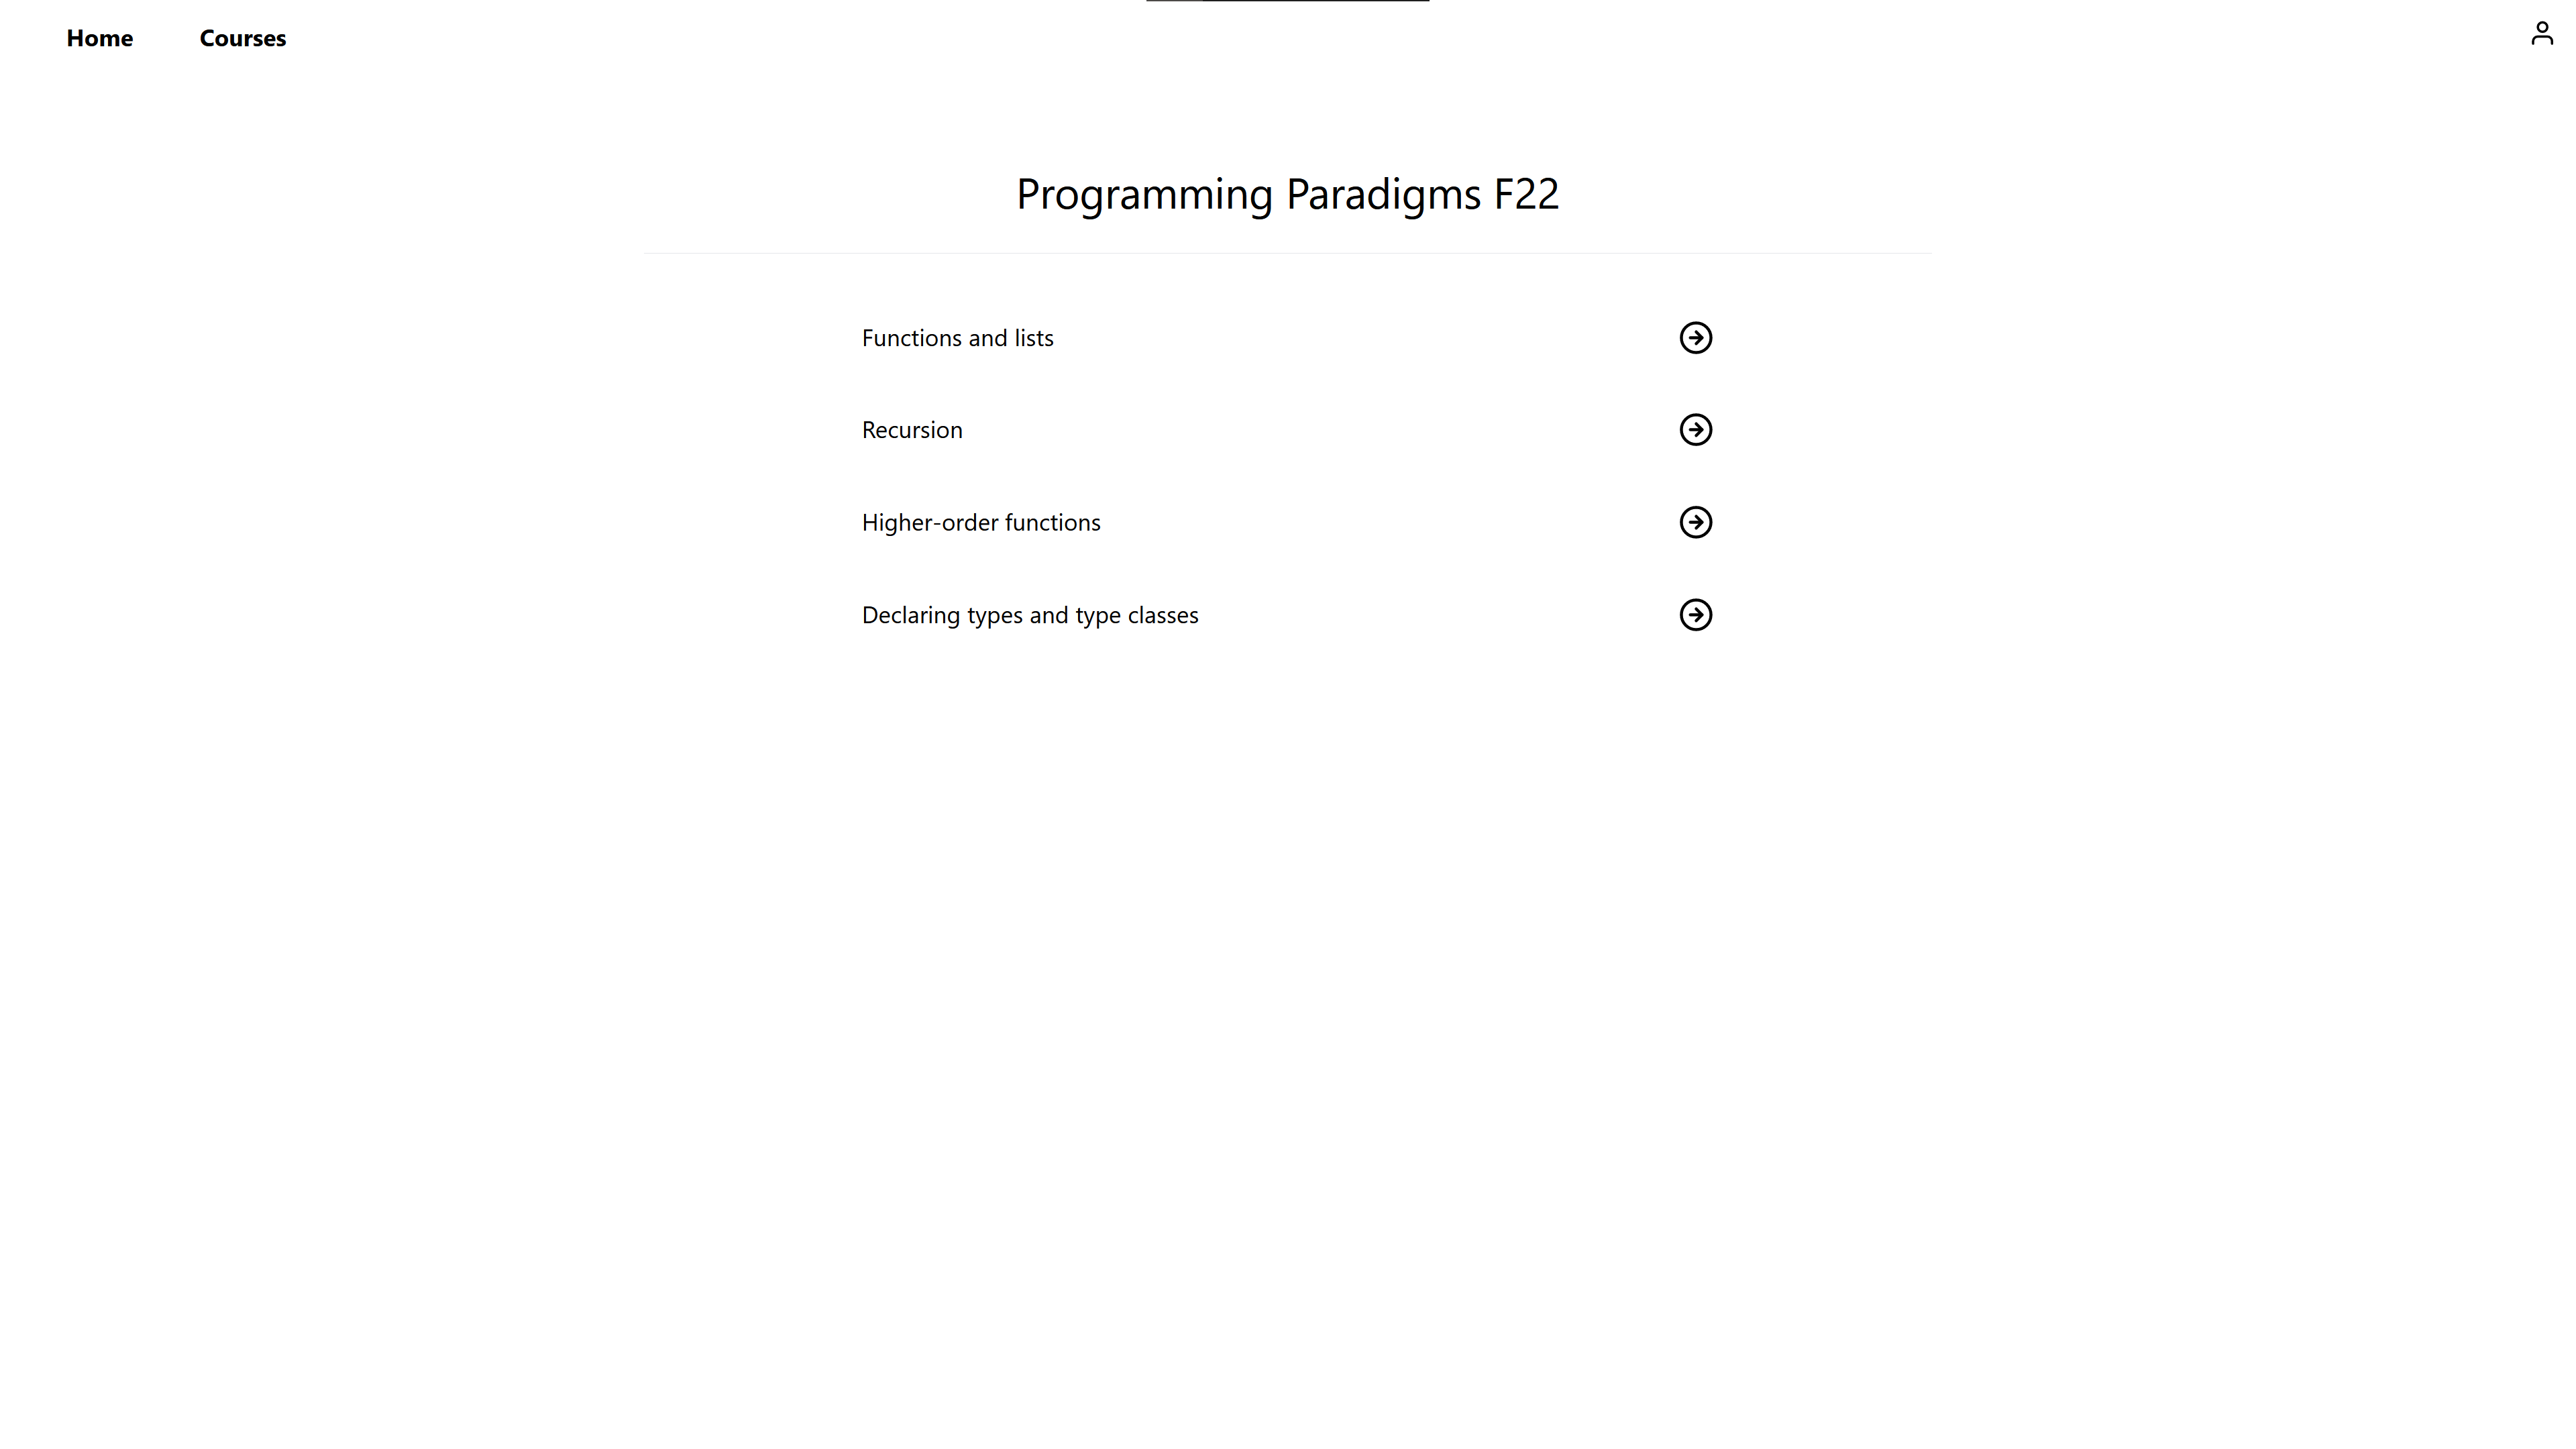 Home Courses
Programming Paradigms F22
Functions and lists
Recursion
Higher-order functions
Declaring types and type classes